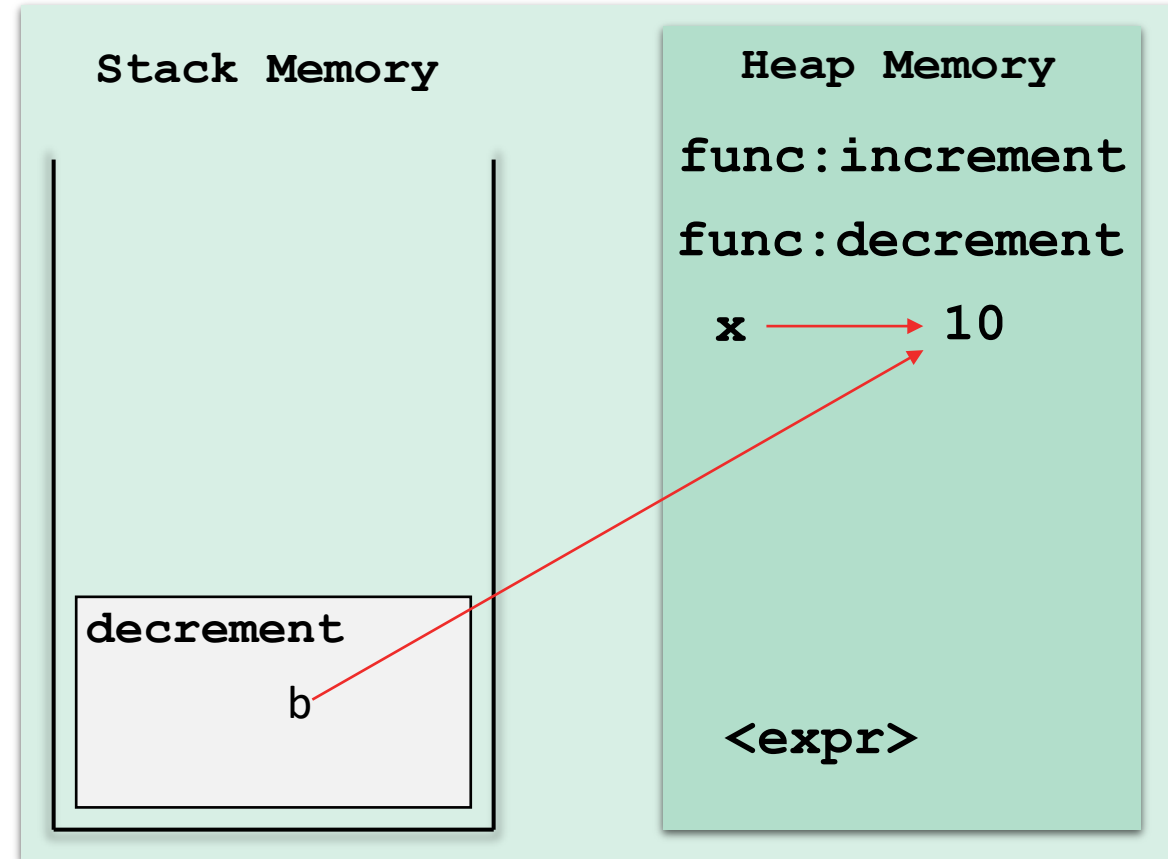 Stack Memory
decrement
b
Heap Memory
func:increment
func:decrement
x 10
<expr>